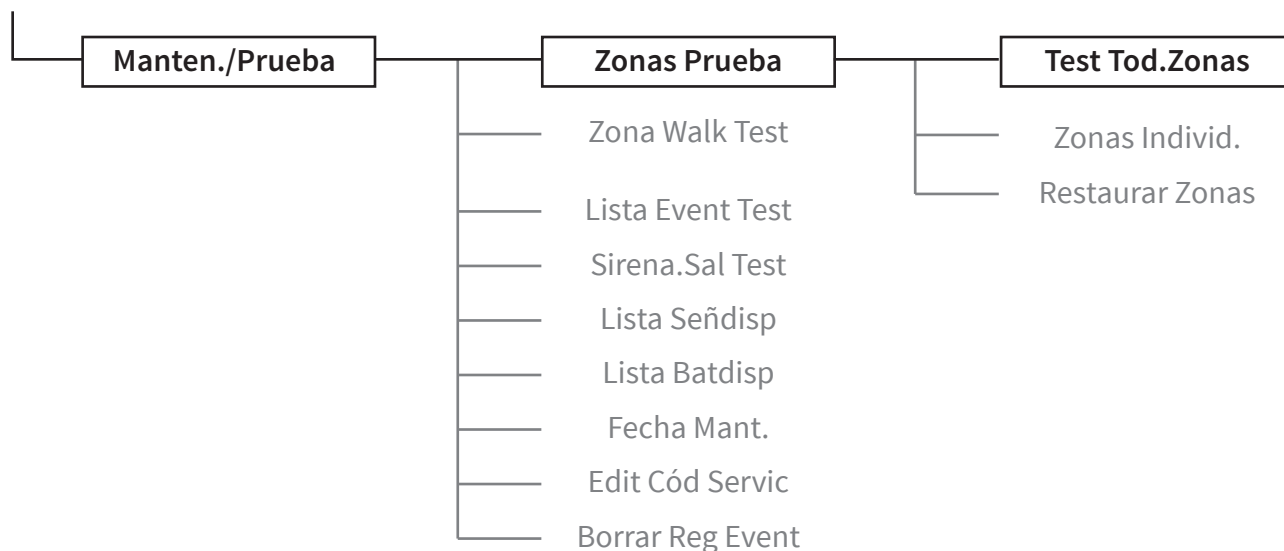 Manten./Prueba
Zonas Prueba
Test Tod.Zonas
Zona Walk Test
Zonas Individ.
Restaurar Zonas
Lista Event Test
Sirena.Sal Test
Lista Señdisp
Lista Batdisp
Fecha Mant.
Edit Cód Servic
Borrar Reg Event